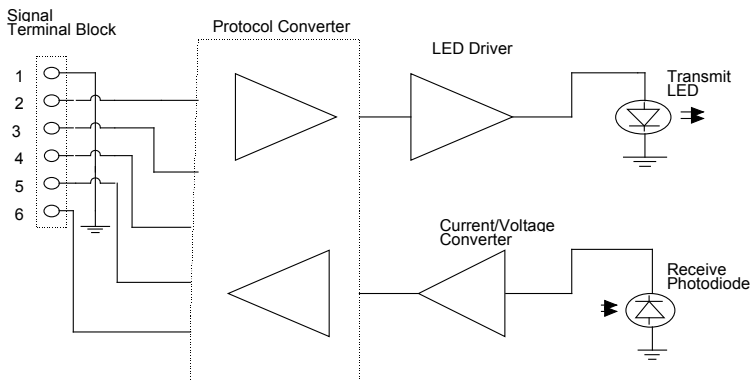 Signal
Terminal Block
Protocol Converter
LED Driver
Transmit
LED
1
2
3
4
5
6
Current/Voltage
Converter
Receive
Photodiode